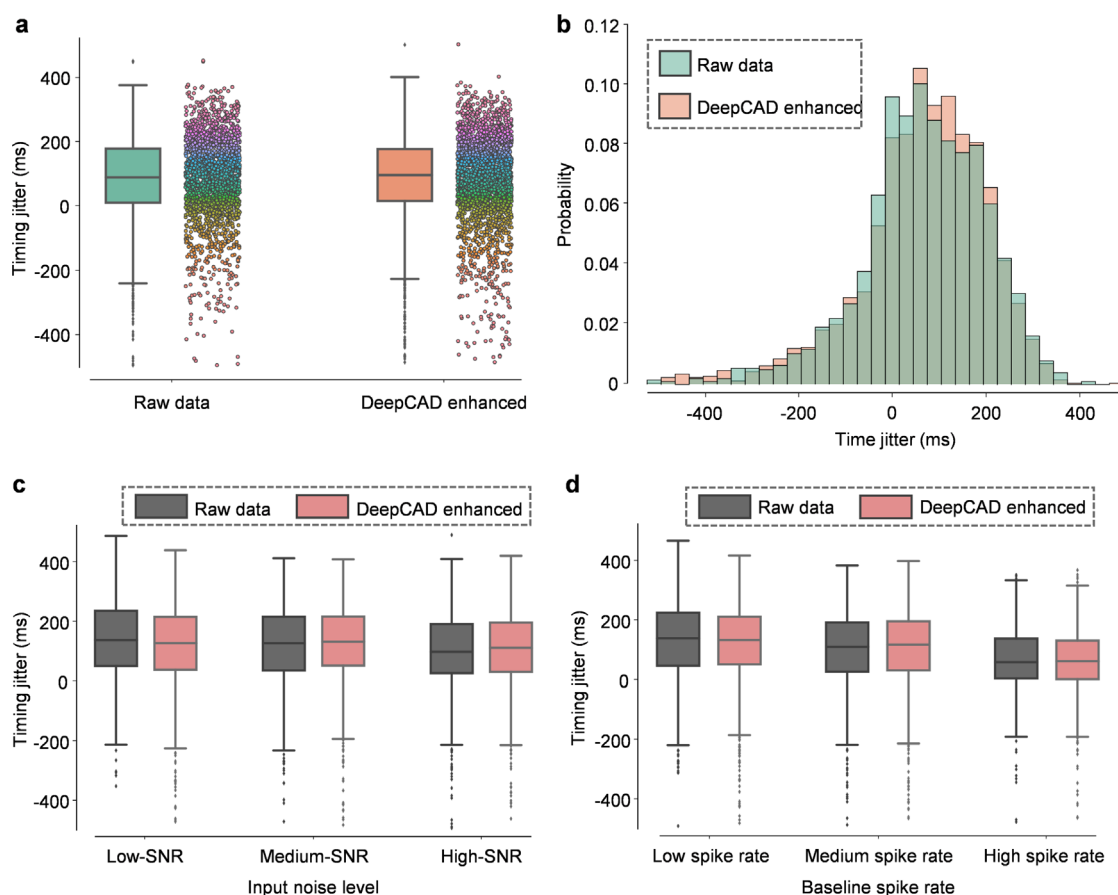 a
Timing jitter (ms)
400
200
0
-200
-400
Raw data
DeepCAD enhanced
b
Probability
0.12
0.10
0.08
0.06
0.04
0.02
0
Raw data
DeepCAD enhanced
-400
-200
0
200
400
Time jitter (ms)
c
Raw data
DeepCAD enhanced
Timing jitter (ms)
400
200
0
-200
-400
Low-SNR
Medium-SNR
High-SNR
Input noise level
d
Raw data
DeepCAD enhanced
Timing jitter (ms)
400
200
0
-200
-400
Low spike rate
Medium spike rate
High spike rate
Baseline spike rate